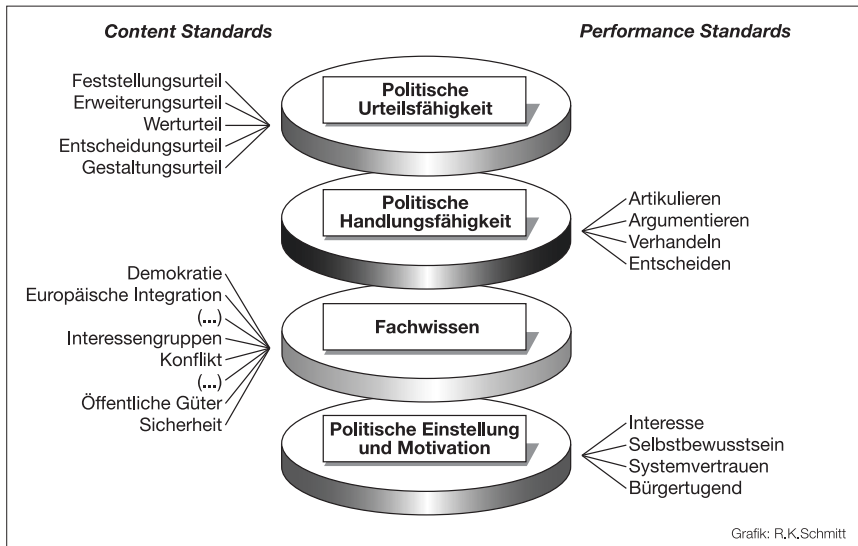 Content Standards
Performance Standards
Feststellungsurteil
Erweiterungsurteil
Werturteil
Entscheidungsurteil
Gestaltungsurteil
Politische
Urteilsfähigkeit
Politische
Handlungsfähigkeit
Artikulieren
Argumentieren
Verhandeln
Entscheiden
Demokratie
Europäische Integration
(...)
Interessengruppen
Konflikt
(...)
Öffentliche Güter
Sicherheit
Fachwissen
Politische Einstellung
und Motivation
Interesse
Selbstbewusstsein
Systemvertrauen
Bürgertugend
Grafik: R.K.Schmitt